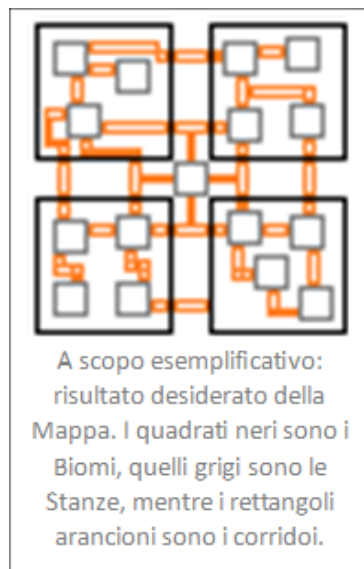 A scopo esemplificativo:
risultato desiderato della
Mappa. I quadrati neri sono i
Biomi, quelli grigi sono le
Stanze, mentre i rettangoli
arancioni sono i corridoi.